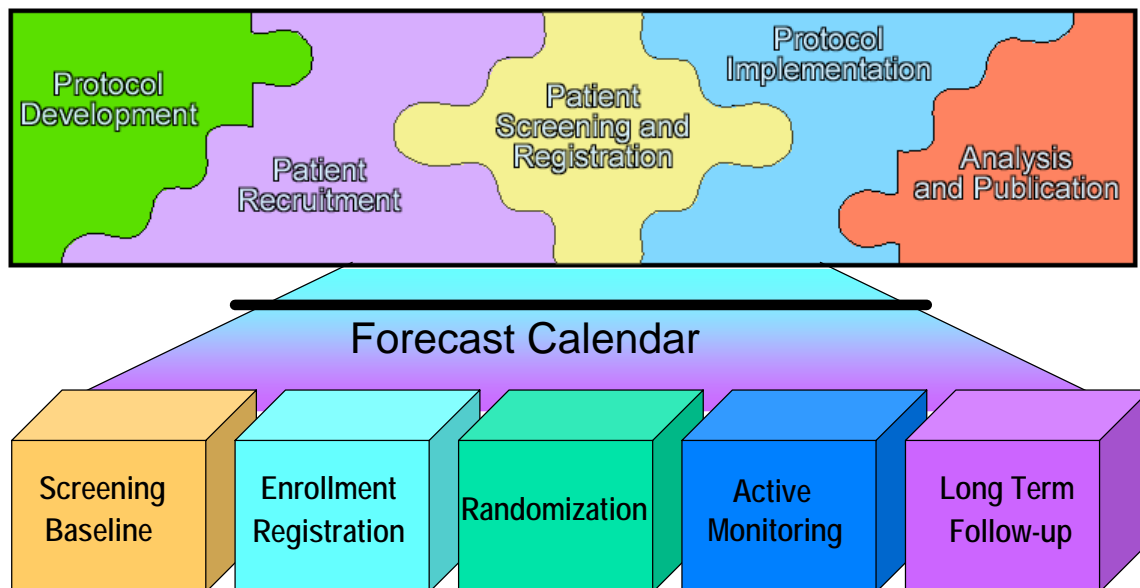 Protocol
Development
Patient
Recruitment
Patient
Screening and
Registration
Protocol
Implementation
Analysis
and Publication
Forecast Calendar
Screening
Baseline
Enrollment
Registration
Randomization
Active
Monitoring
Long Term
Follow-up